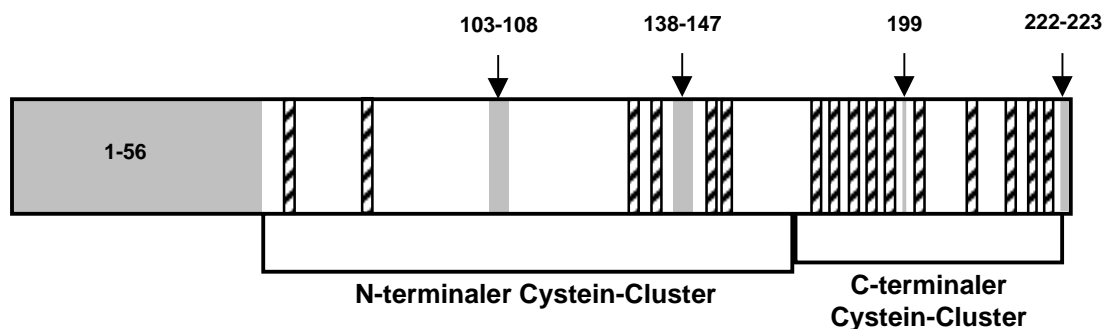 103-108 138-147 199 222-223
1-56
N-terminaler Cystein-Cluster
C-terminaler
Cystein-Cluster